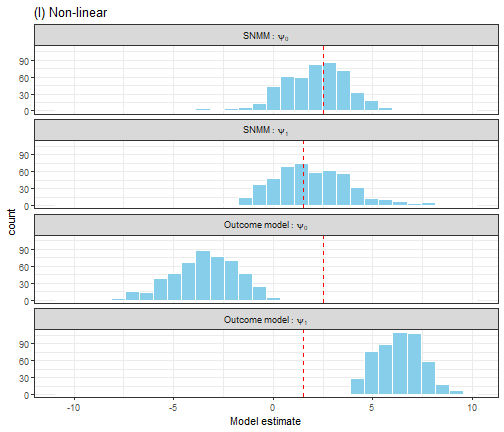 (I) Non-linear
SNMM : Ψ₀
90
60
30
0
SNMM : Ψ₁
90
60
30
0
Outcome model : Ψ₀
90
60
30
0
Outcome model : Ψ₁
90
60
30
0
count
-10 -5 0 5 10
Model estimate